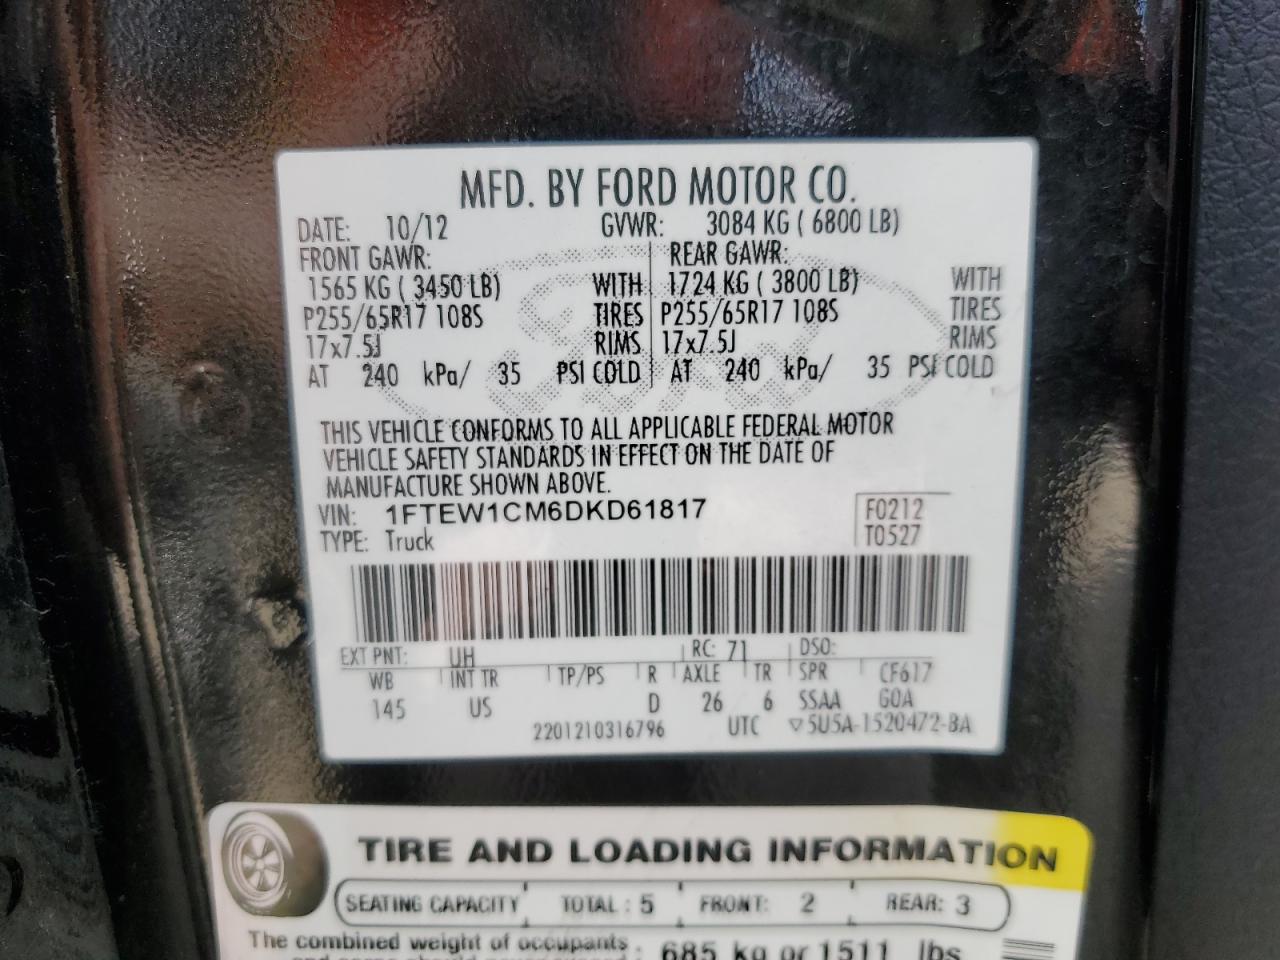 MFD. BY FORD MOTOR CO.
DATE: 10/12 GVWR: 3084 KG ( 6800 LB)
FRONT GAWR: REAR GAWR:
1565 KG ( 3450 LB) WITH 1724 KG ( 3800 LB) WITH
P255/65R17 108S TIRES P255/65R17 108S TIRES
17x7.5J RIMS 17x7.5J RIMS
AT 240 kPa/ 35 PSI COLD AT 240 kPa/ 35 PSI COLD
THIS VEHICLE CONFORMS TO ALL APPLICABLE FEDERAL MOTOR
VEHICLE SAFETY STANDARDS IN EFFECT ON THE DATE OF
MANUFACTURE SHOWN ABOVE.
VIN: 1FTEW1CM6DKD61817 F0212
TYPE: Truck T0527
EXT PNT: UH RC: 71 DSO:
WB INT TR TP/PS R AXLE TR SPR CF617
145 US D 26 6 SSAA GOA
2201210316796 UTC ▽5U5A-1520472-BA
TIRE AND LOADING INFORMATION
SEATING CAPACITY TOTAL : 5 FRONT: 2 REAR: 3
The combined weight of occupants 685 kg or 1511 lbs